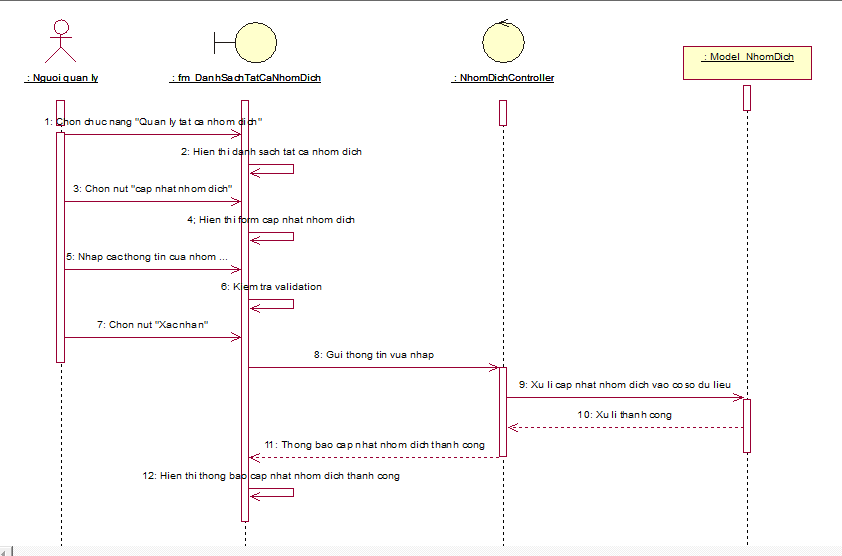 : Nguoi quan ly
: fm_DanhSachTatCaNhomDich
: NhomDichController
: Model_NhomDich
1: Chon chuc nang "Quan ly tat ca nhom dich"
2: Hien thi danh sach tat ca nhom dich
3: Chon nut "cap nhat nhom dich"
4; Hien thi form cap nhat nhom dich
5: Nhap cac thong tin cua nhom ...
6: Kiem tra validation
7: Chon nut "Xac nhan"
8: Gui thong tin vua nhap
9: Xu li cap nhat nhom dich vao co so du lieu
10: Xu li thanh cong
11: Thong bao cap nhat nhom dich thanh cong
12: Hien thi thong bao cap nhat nhom dich thanh cong